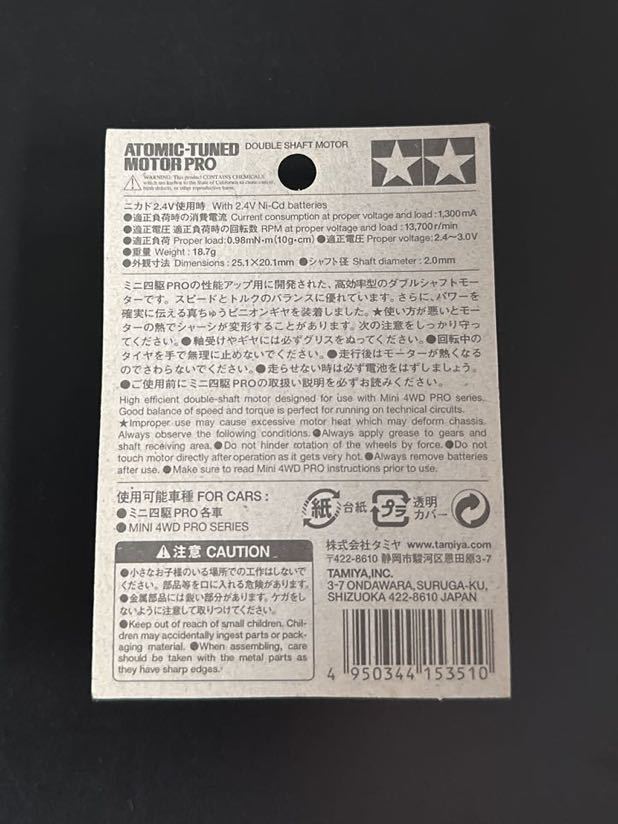 ATOMIC-TUNED DOUBLE SHAFT MOTOR
MOTOR PRO
WARNING: This product CONTAINS CHEMICALS
which are known to the State of California to cause cancer,
birth defects, or other reproductive harm.
ニカド2.4V使用時 With 2.4V Ni-Cd batteries
●適正負荷時の消費電流 Current consumption at proper voltage and load : 1,300mA
●適正電圧 適正負荷時の回転数 RPM at proper voltage and load : 13,700r/min
●適正負荷 Proper load:0.98mN•m(10g•cm) ●適正電圧 Proper voltage: 2.4~3.0V
●重量 Weight : 18.7g
●外観寸法 Dimensions : 25.1×20.1mm ●シャフト径 Shaft diameter : 2.0mm
ミニ四駆PROの性能アップ用に開発された、高効率型のダブルシャフトモー
ターです。スピードとトルクのバランスに優れています。さらに、パワーを
確実に伝える真ちゅうピニオンギヤを装着しました。★使い方が悪いとモー
ターの熱でシャーシが変形することがあります。次の注意をしっかり守っ
てください。●軸受けやギヤには必ずグリスをぬってください。●回転中の
タイヤを手で無理に止めないでください。●走行後はモーターが熱くなる
のでさわらないでください。●走らせない時は必ず電池をはずしましょう。
●ご使用前にミニ四駆PROの取扱い説明を必ずお読みください。
High efficient double-shaft motor designed for use with Mini 4WD PRO series.
Good balance of speed and torque is perfect for running on technical circuits.
★Improper use may cause excessive motor heat which may deform chassis.
Always observe the following conditions. ●Always apply grease to gears and
shaft receiving area. ●Do not hinder rotation of the wheels by force. ●Do not
touch motor directly after operation as it gets very hot. ●Always remove batteries
after use. ●Make sure to read Mini 4WD PRO instructions prior to use.
使用可能車種 FOR CARS :
●ミニ四駆PRO各車
●MINI 4WD PRO SERIES
紙 台紙 プラ 透明
カバー
注意 CAUTION
●小さなお子様のいる場所での工作はしないで
ください。部品等を口に入れる危険があります。
●金属部品には鋭い部分があります。ケガをし
ないように注意して取りつけてください。
●Keep out of reach of small children. Chil-
dren may accidentally ingest parts or pack-
aging material. ●When assembling, care
should be taken with the metal parts as
they have sharp edges.
株式会社タミヤ www.tamiya.com
〒422-8610 静岡市駿河区恩田原3-7
TAMIYA,INC.
3-7 ONDAWARA, SURUGA-KU,
SHIZUOKA 422-8610 JAPAN
4 950344 153510